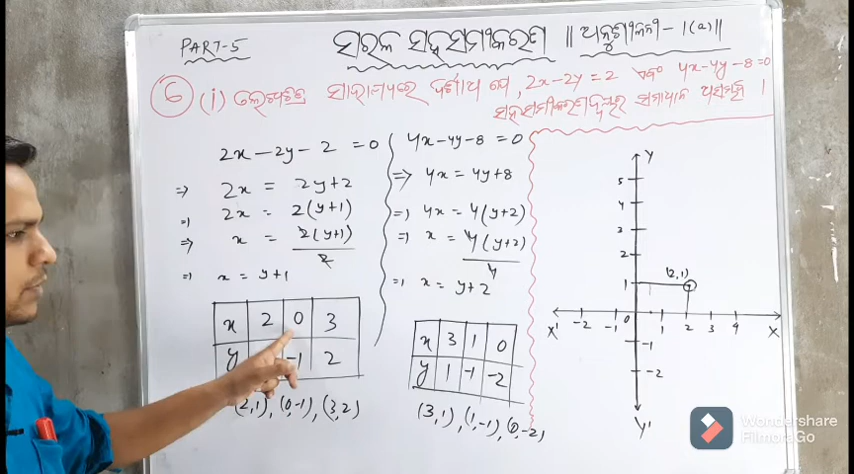 PART-5
ସରଳ ସହସମୀକରଣ || ଅନୁଶୀଳନୀ - 1(a) ||
6 (i) ଲେଖଚିତ୍ର ସାହାଯ୍ୟରେ ଦର୍ଶାଅ ଯେ, 2x-2y=2 ଏବଂ 4x-4y-8=0
ସହସମୀକରଣଦ୍ୱୟର ସମାଧାନ ଅସମ୍ଭବ ।
2x-2y-2 =0
⇒ 2x = 2y+2
⇒ 2x = 2(y+1)
⇒ x = 2(y+1)/2
⇒ x = y+1
x 2 0 3
y -1 2
(2,1), (0,-1), (3,2)
4x-4y-8=0
⇒ 4x = 4y+8
⇒ 4x = 4(y+2)
⇒ x = 4(y+2)/4
⇒ x = y+2
x 3 1 0
y 1 -1 -2
(3,1), (1,-1), (0,-2)
Y
5
4
3
2
1 (2,1)
X' -2 -1 0 1 2 3 4 X
-1
-2
Y'
Wondershare
Filmora.Go